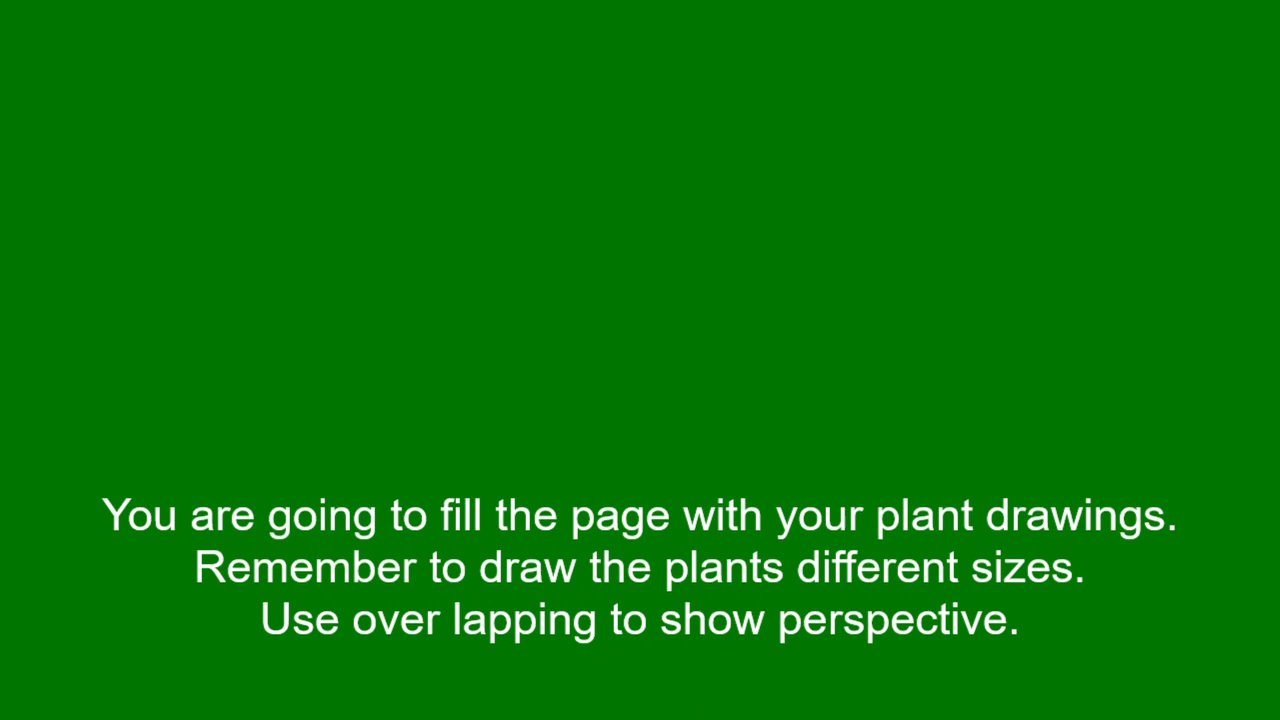 You are going to fill the page with your plant drawings.
Remember to draw the plants different sizes.
Use over lapping to show perspective.